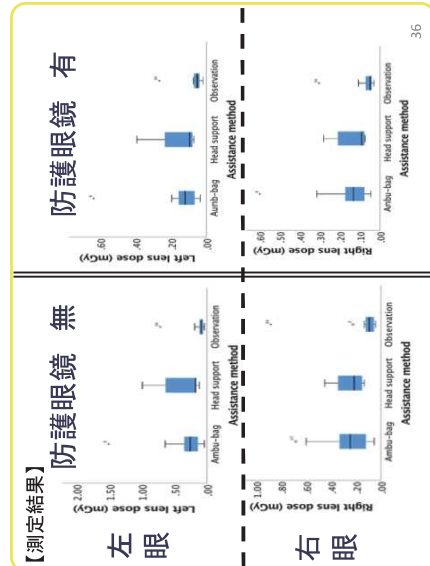 【測定結果】
防護眼鏡 無
防護眼鏡 有
左眼
Left lens dose (mGy)
2.00
1.50
1.00
.50
.00
Ambu-bag
Head support
Observation
Assistance method
Left lens dose (mGy)
.60
.40
.20
.00
Aumb-bag
Head support
Observation
Assistance method
右眼
Right lens dose (mGy)
1.00
.80
.60
.40
.20
.00
Ambu-bag
Head support
Observation
Assistance method
Right lens dose (mGy)
.60
.50
.40
.30
.20
.10
.00
Ambu-bag
Head support
Observation
Assistance method
36